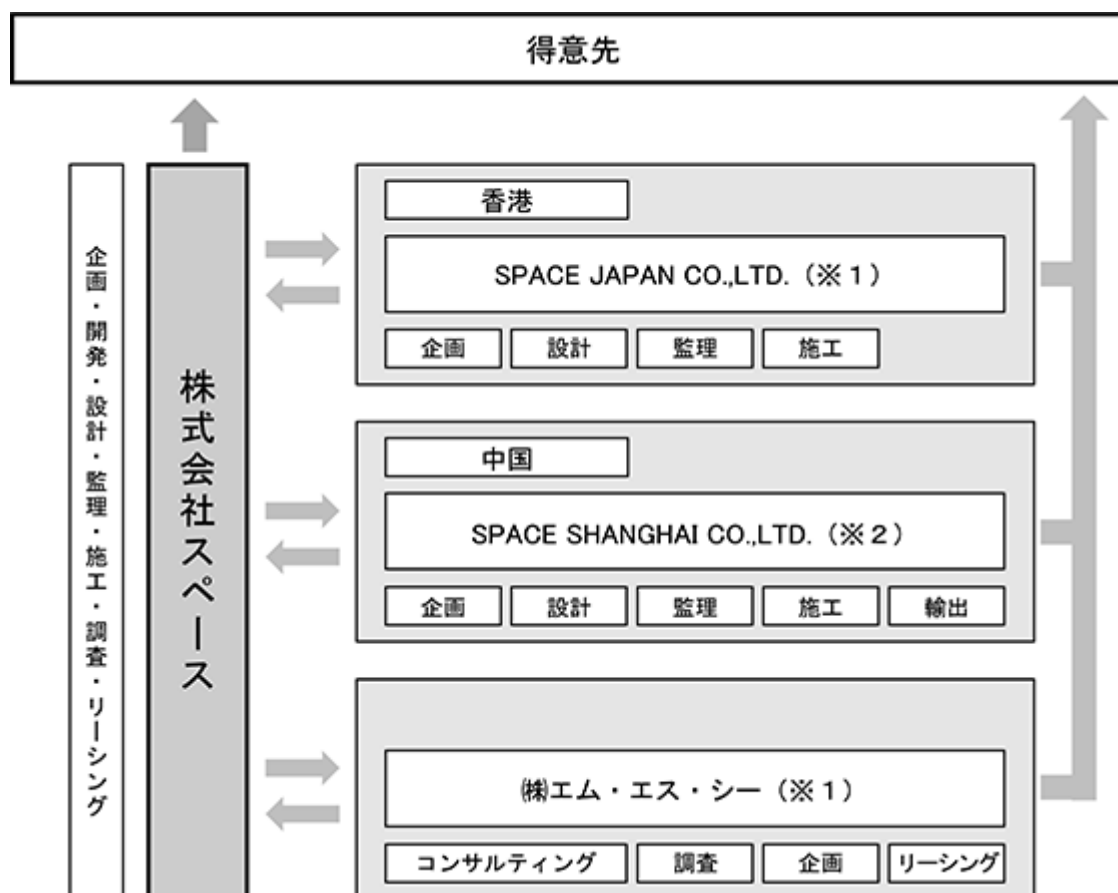 得意先
企画・開発・設計・監理・施工・調査・リーシング
株式会社スペース
香港
SPACE JAPAN CO.,LTD.（※１）
企画
設計
監理
施工
中国
SPACE SHANGHAI CO.,LTD.（※２）
企画
設計
監理
施工
輸出
㈱エム・エス・シー（※１）
コンサルティング
調査
企画
リーシング